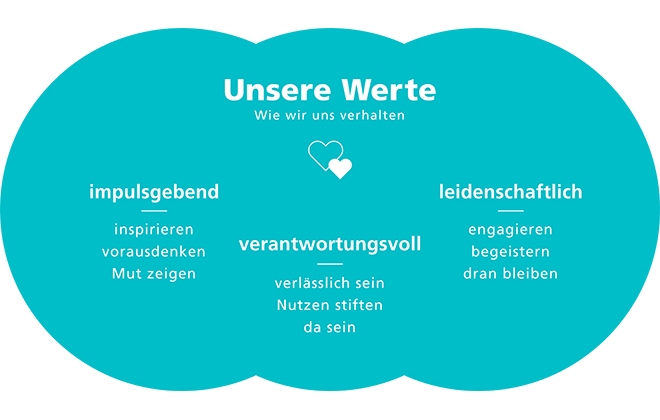 Unsere Werte
Wie wir uns verhalten
impulsgebend
inspirieren
vorausdenken
Mut zeigen
verantwortungsvoll
verlässlich sein
Nutzen stiften
da sein
leidenschaftlich
engagieren
begeistern
dran bleiben